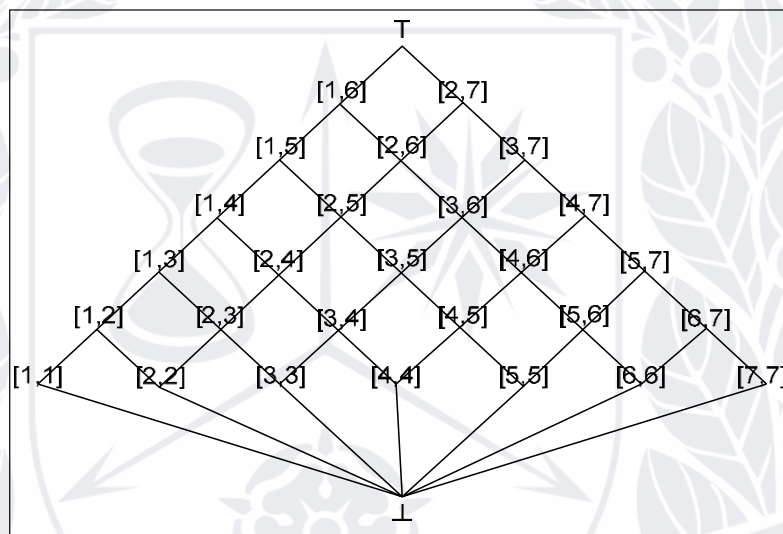 ⊤
[1,6] [2,7]
[1,5] [2,6] [3,7]
[1,4] [2,5] [3,6] [4,7]
[1,3] [2,4] [3,5] [4,6] [5,7]
[1,2] [2,3] [3,4] [4,5] [5,6] [6,7]
[1,1] [2,2] [3,3] [4,4] [5,5] [6,6] [7,7]
⊥